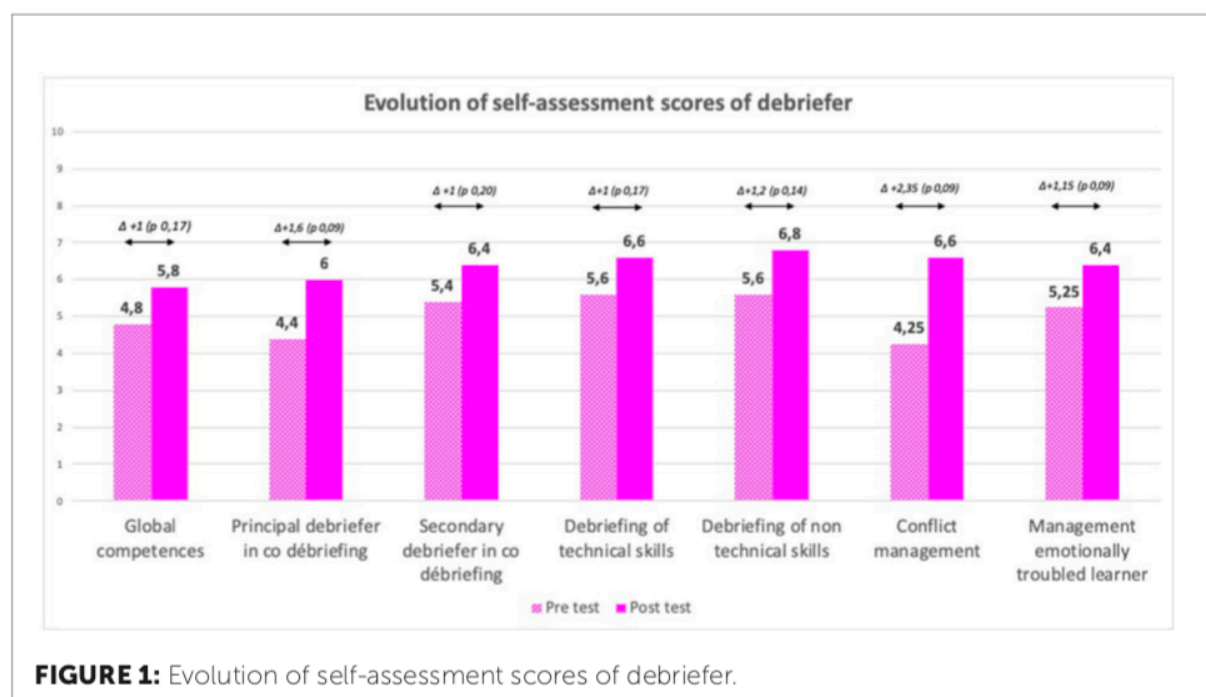 Evolution of self-assessment scores of debriefer
10
9
8
7
6
5
4
3
2
1
0
Δ +1 (p 0,17)
Δ+1,6 (p 0,09)
Δ +1 (p 0,20)
Δ+1 (p 0,17)
Δ+1,2 (p 0,14)
Δ +2,35 (p 0,09)
Δ+1,15 (p 0,09)
4,8
5,8
4,4
6
5,4
6,4
5,6
6,6
5,6
6,8
4,25
6,6
5,25
6,4
Global
competences
Principal debriefer
in co débriefing
Secondary
debriefer in co
débriefing
Debriefing of
technical skills
Debriefing of non
technical skills
Conflict
management
Management
emotionally
troubled learner
Pre test
Post test
FIGURE 1: Evolution of self-assessment scores of debriefer.